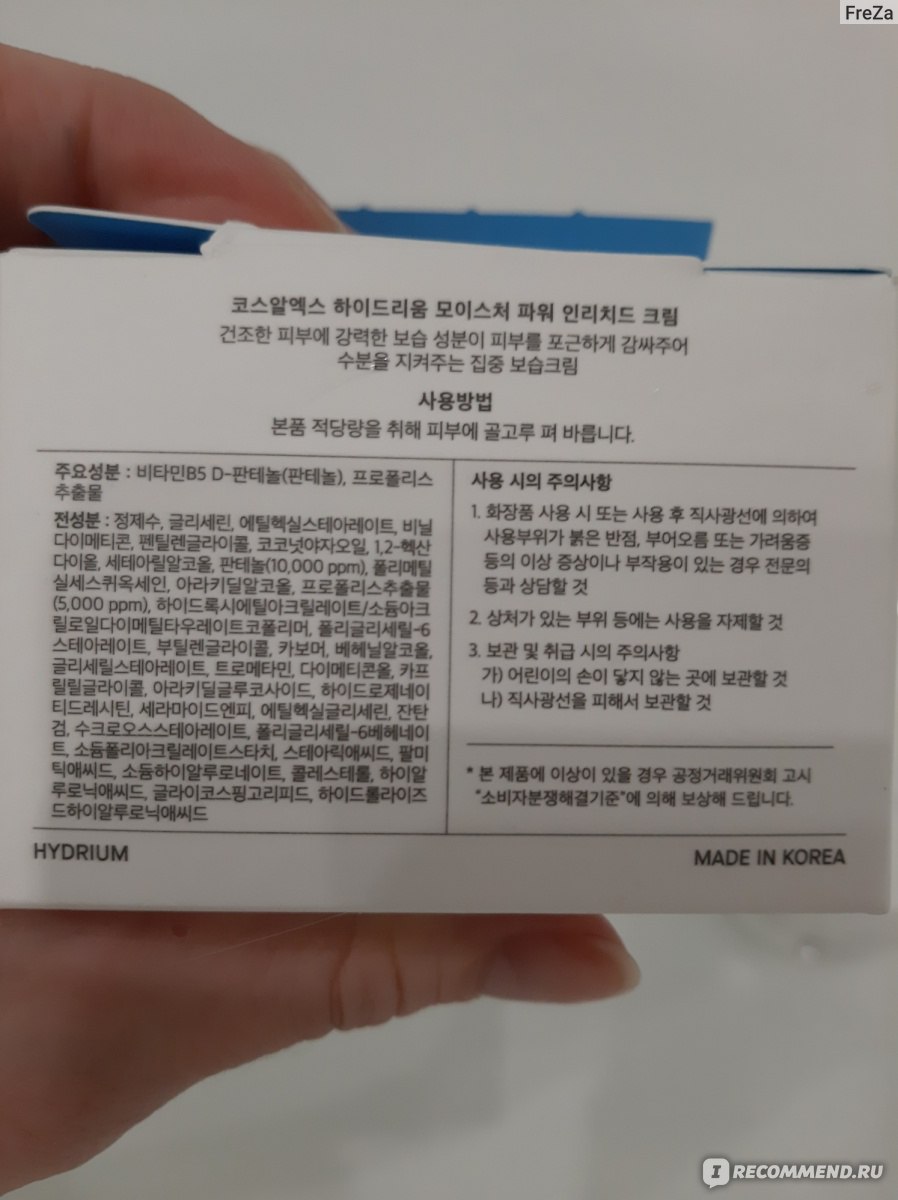 FreZa
코스알엑스 하이드리움 모이스처 파워 인리치드 크림
건조한 피부에 강력한 보습 성분이 피부를 포근하게 감싸주어
수분을 지켜주는 집중 보습크림
사용방법
본품 적당량을 취해 피부에 골고루 펴 바릅니다.
주요성분 : 비타민B5 D-판테놀(판테놀), 프로폴리스
추출물
전성분 : 정제수, 글리세린, 에틸헥실스테아레이트, 비닐
다이메티콘, 펜틸렌글라이콜, 코코넛야자오일, 1,2-헥산
다이올, 세테아릴알코올, 판테놀(10,000 ppm), 폴리메틸
실세스퀴옥세인, 아라키딜알코올, 프로폴리스추출물
(5,000 ppm), 하이드록시에틸아크릴레이트/소듐아크
릴로일다이메틸타우레이트코폴리머, 폴리글리세릴-6
스테아레이트, 부틸렌글라이콜, 카보머, 베헤닐알코올,
글리세릴스테아레이트, 트로메타민, 다이메티콘올, 카프
릴릴글라이콜, 아라키딜글루코사이드, 하이드로제네이
티드레시틴, 세라마이드엔피, 에틸헥실글리세린, 잔탄
검, 수크로오스스테아레이트, 폴리글리세릴-6베헤네이
트, 소듐폴리아크릴레이트스타치, 스테아릭애씨드, 팔미
틱애씨드, 소듐하이알루로네이트, 콜레스테롤, 하이알
루로닉애씨드, 글라이코스핑고리피드, 하이드롤라이즈
드하이알루로닉애씨드
사용 시의 주의사항
1. 화장품 사용 시 또는 사용 후 직사광선에 의하여
사용부위가 붉은 반점, 부어오름 또는 가려움증
등의 이상 증상이나 부작용이 있는 경우 전문의
등과 상담할 것
2. 상처가 있는 부위 등에는 사용을 자제할 것
3. 보관 및 취급 시의 주의사항
가) 어린이의 손이 닿지 않는 곳에 보관할 것
나) 직사광선을 피해서 보관할 것
* 본 제품에 이상이 있을 경우 공정거래위원회 고시
"소비자분쟁해결기준"에 의해 보상해 드립니다.
HYDRIUM
MADE IN KOREA
I RECOMMEND.RU